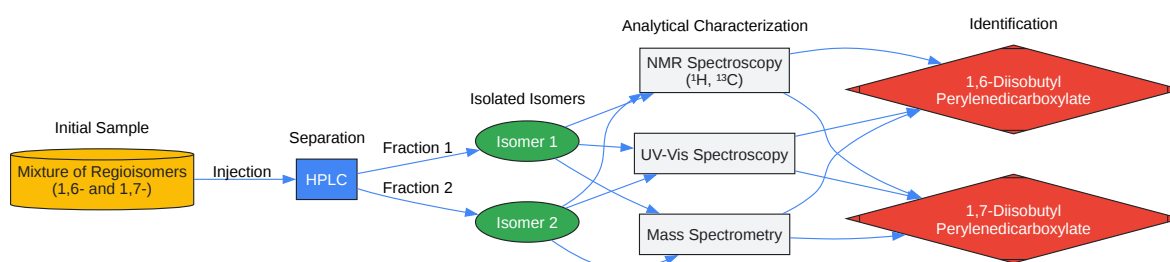 Initial Sample
Mixture of Regioisomers
(1,6- and 1,7-)
Injection
Separation
HPLC
Fraction 1
Fraction 2
Isolated Isomers
Isomer 1
Isomer 2
Analytical Characterization
NMR Spectroscopy
(¹H, ¹³C)
UV-Vis Spectroscopy
Mass Spectrometry
Identification
1,6-Diisobutyl
Perylenedicarboxylate
1,7-Diisobutyl
Perylenedicarboxylate